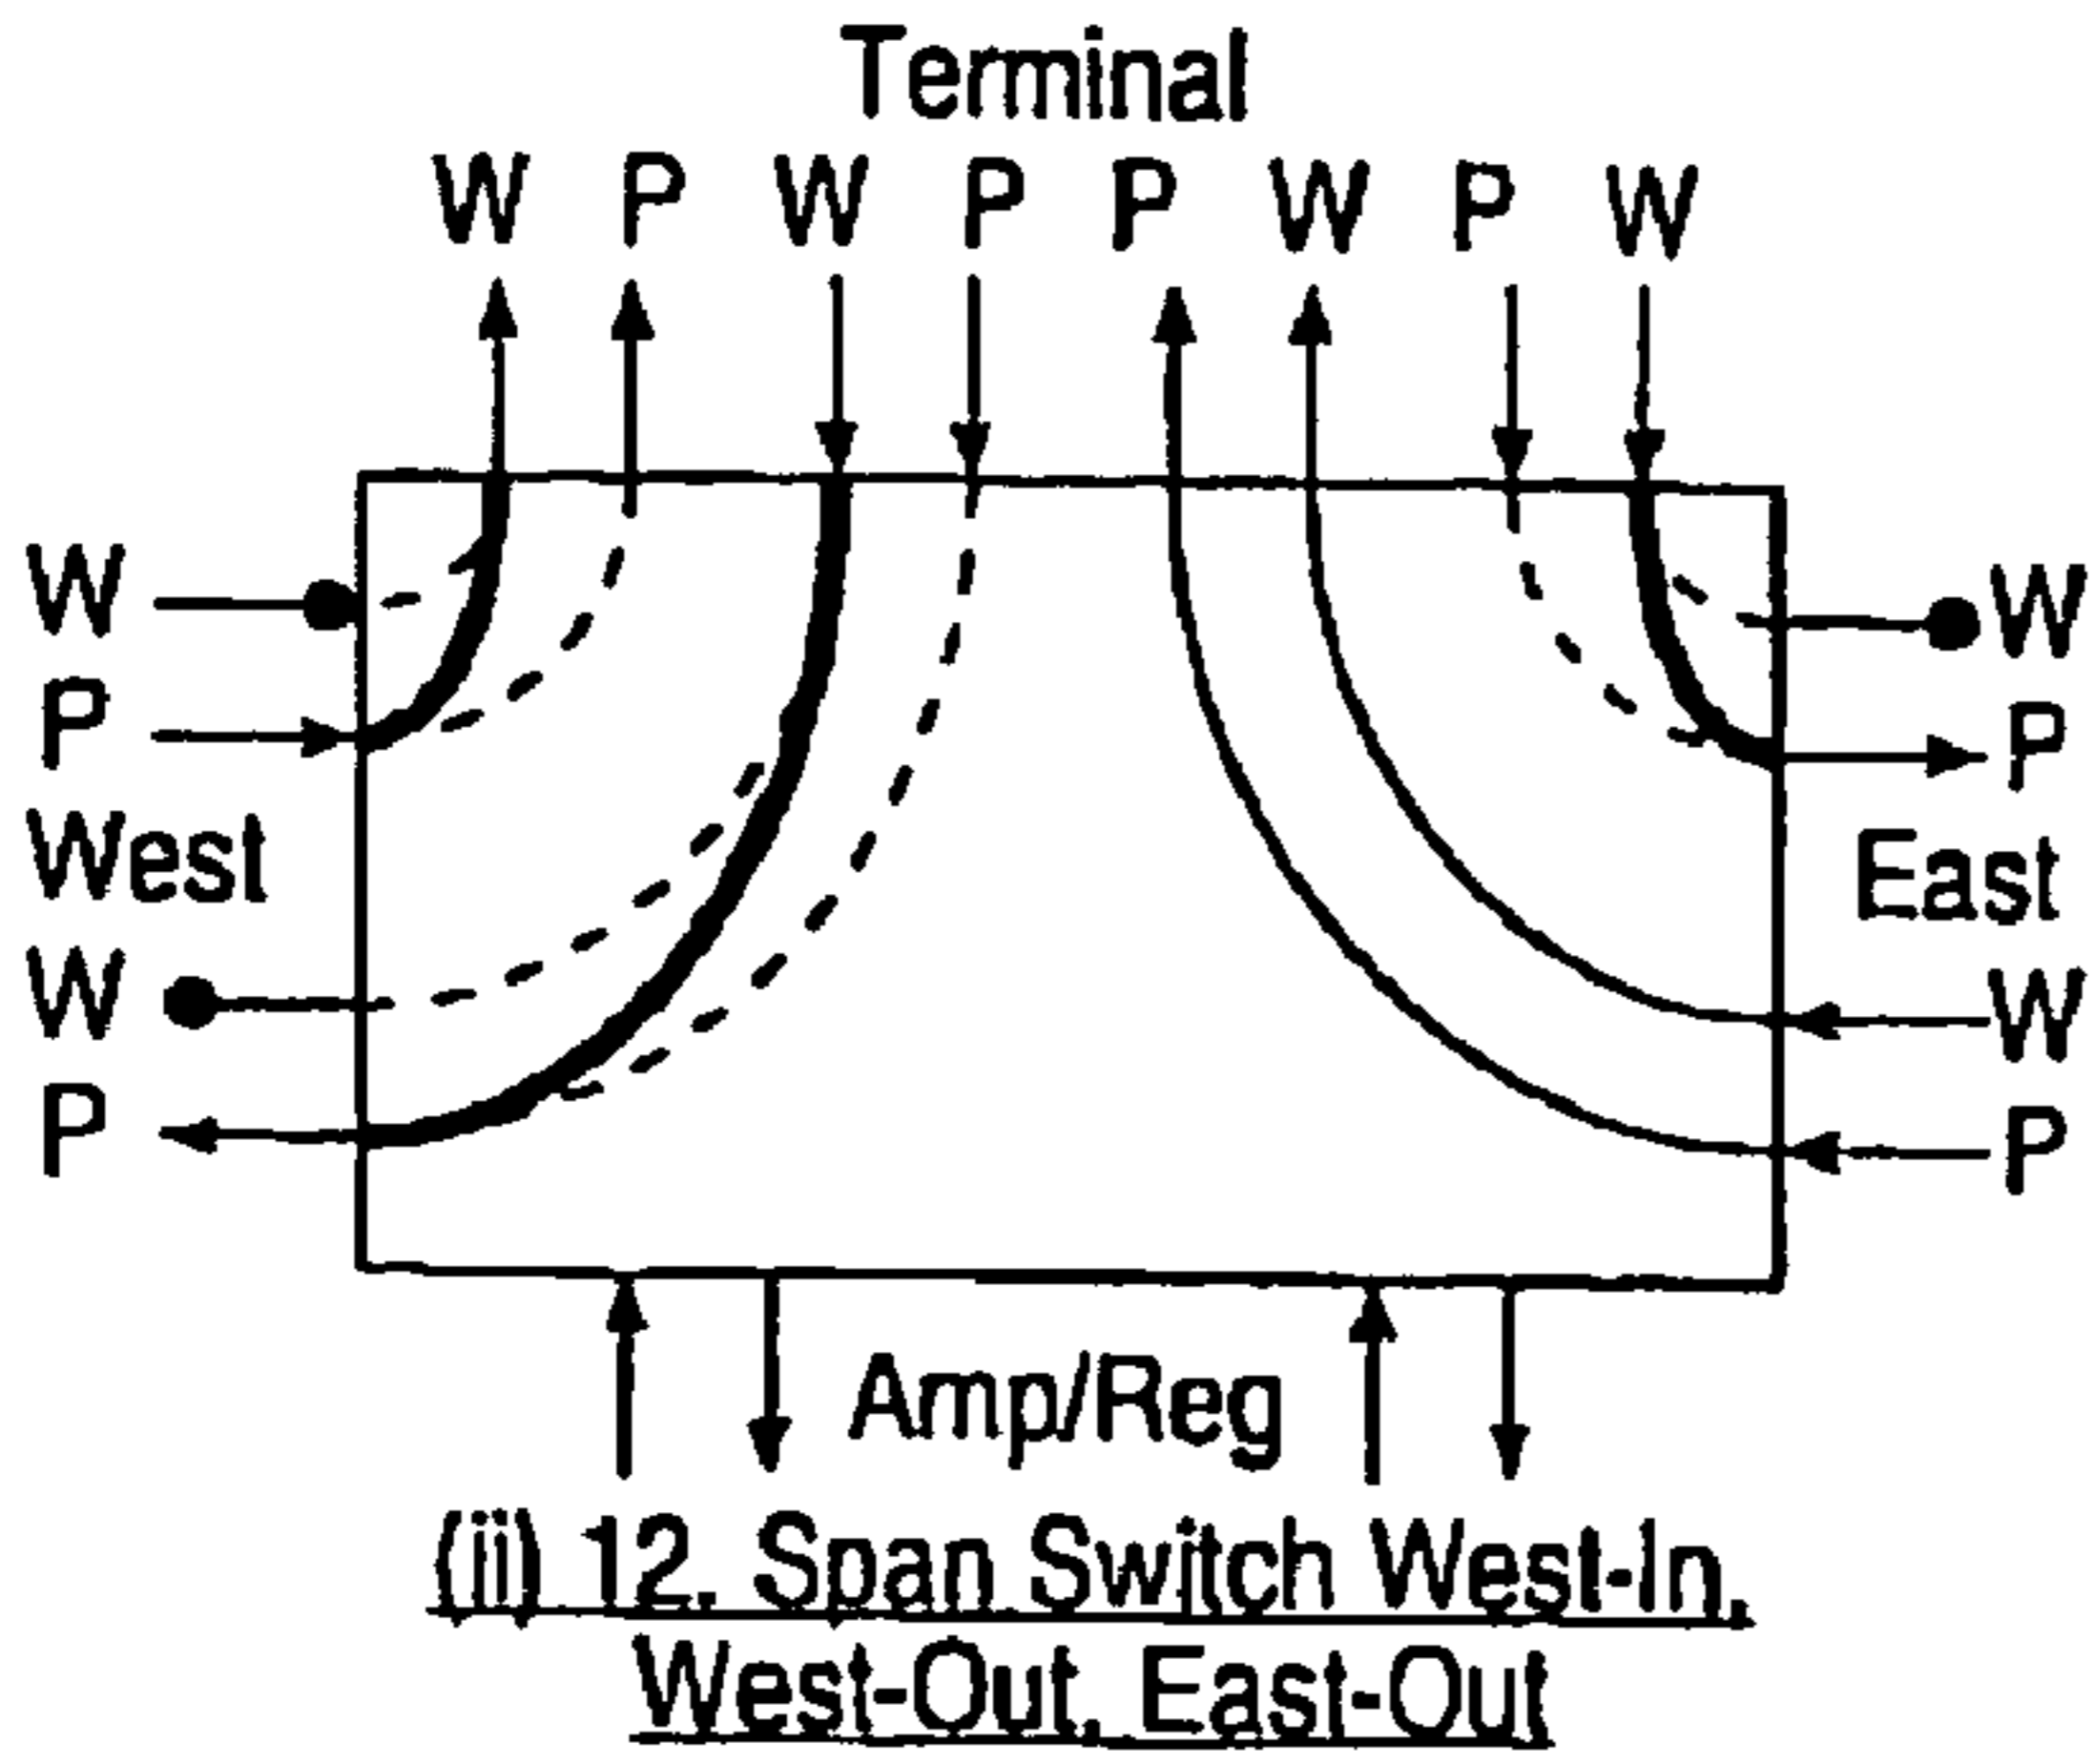 Terminal
W P W P P W P W
W W
P P
West East
W W
P P
Amp/Reg
(ii) 12. Span Switch West-In,
West-Out, East-Out